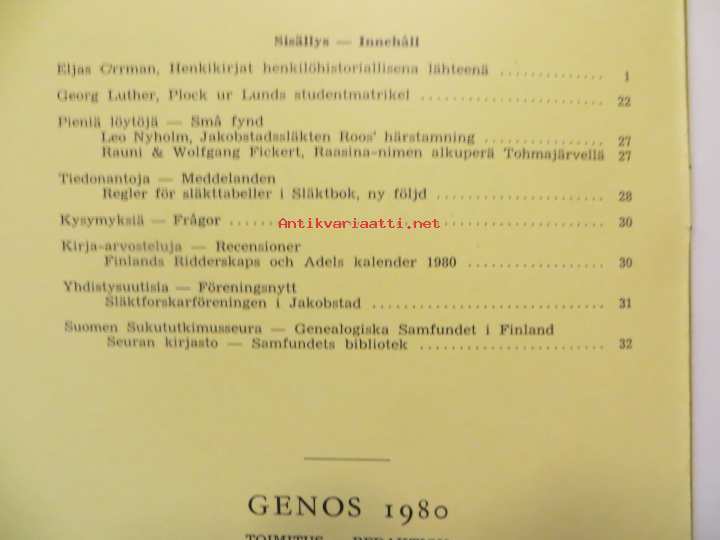 Sisällys — Innehåll
Eljas Orrman, Henkikirjat henkilöhistoriallisena lähteenä ............... 1
Georg Luther, Plock ur Lunds studentmatrikel ........................ 22
Pieniä löytöjä — Små fynd
Leo Nyholm, Jakobstadssläkten Roos' härstamning ................ 27
Rauni & Wolfgang Fickert, Raasina-nimen alkuperä Tohmajärvellä 27
Tiedonantoja — Meddelanden
Regler för släkttabeller i Släktbok, ny följd ...................... 28
Kysymyksiä — Frågor ........................ 30
Antikvariaatti.net
Kirja-arvosteluja — Recensioner
Finlands Ridderskaps och Adels kalender 1980 .................. 30
Yhdistysuutisia — Föreningsnytt
Släktforskarföreningen i Jakobstad ............................ 31
Suomen Sukututkimusseura — Genealogiska Samfundet i Finland
Seuran kirjasto — Samfundets bibliotek ........................ 32
GENOS 1980
TOIMITUS — REDAKTION